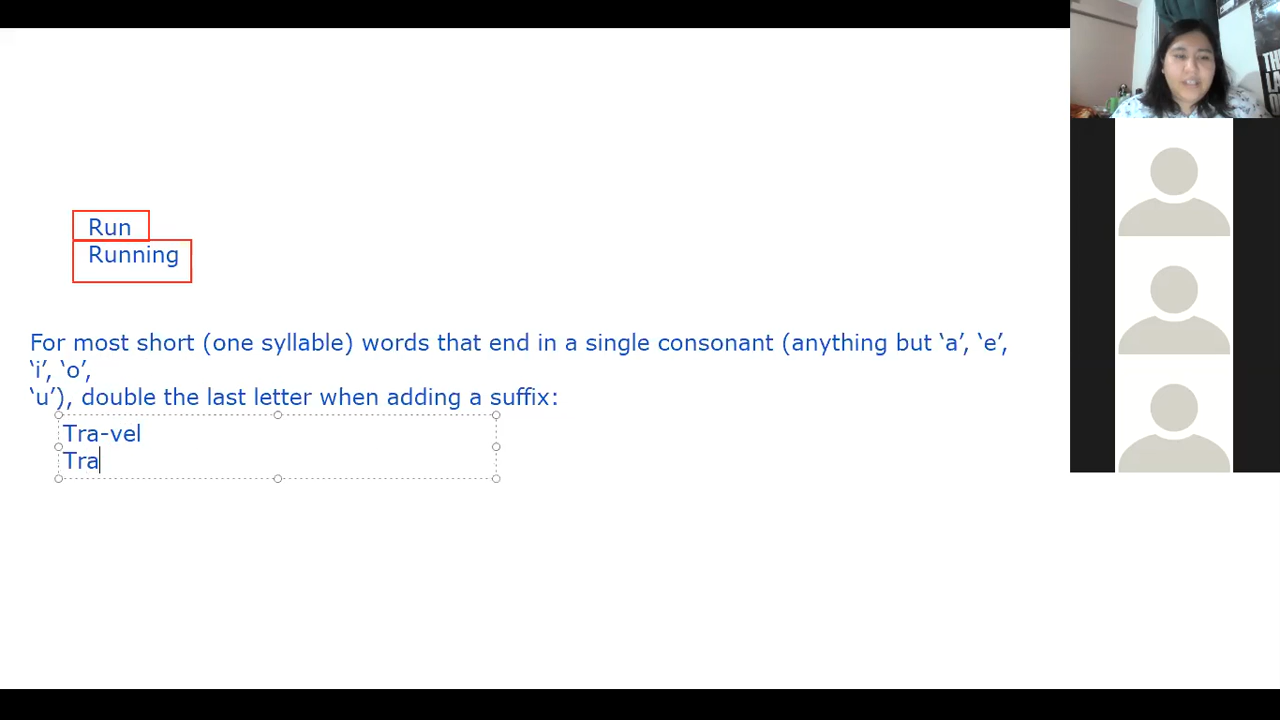 Run
Running
For most short (one syllable) words that end in a single consonant (anything but ‘a’, ‘e’,
‘i’, ‘o’,
‘u’), double the last letter when adding a suffix:
Tra-vel
Tra